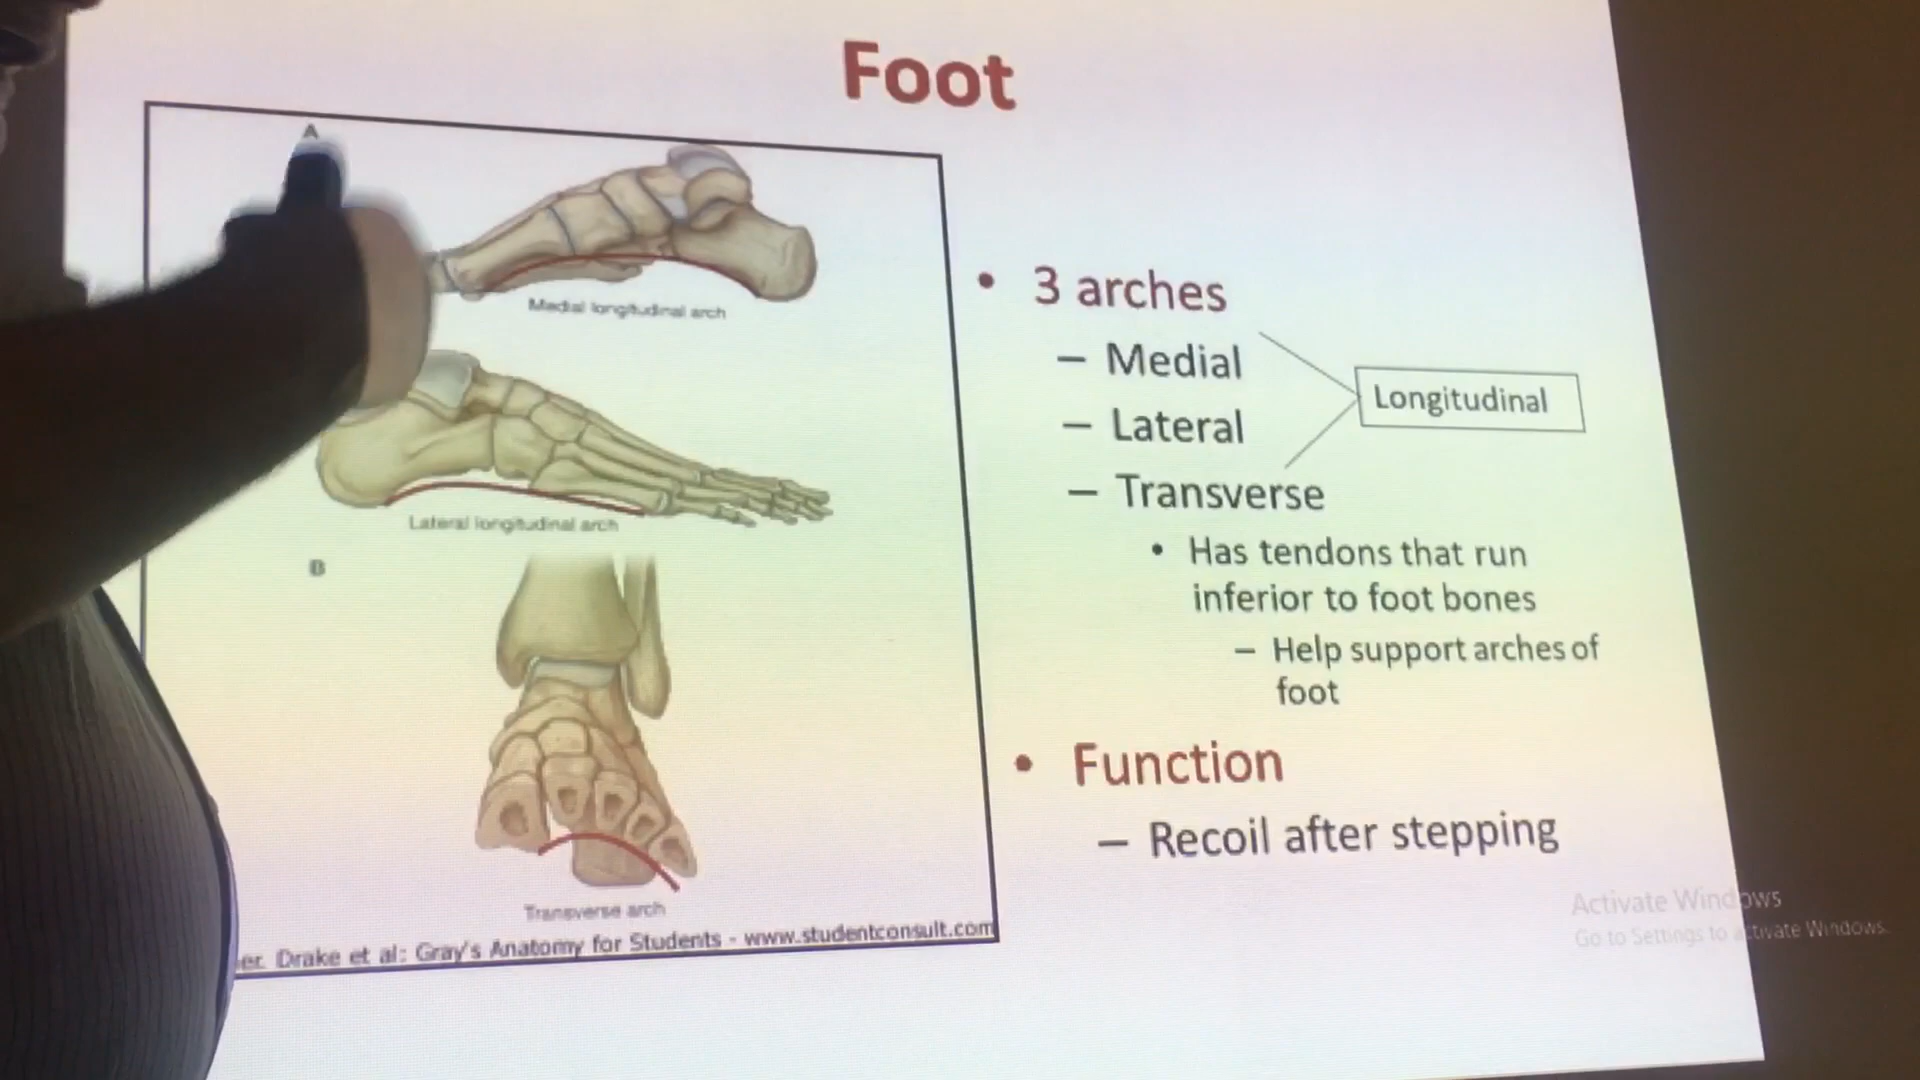 Foot
A
Medial longitudinal arch
Lateral longitudinal arch
B
Transverse arch
Drake et al: Gray's Anatomy for Students - www.studentconsult.com
• 3 arches
– Medial
– Lateral
Longitudinal
– Transverse
• Has tendons that run
inferior to foot bones
– Help support arches of
foot
• Function
– Recoil after stepping
Activate Windows
Go to Settings to activate Windows.